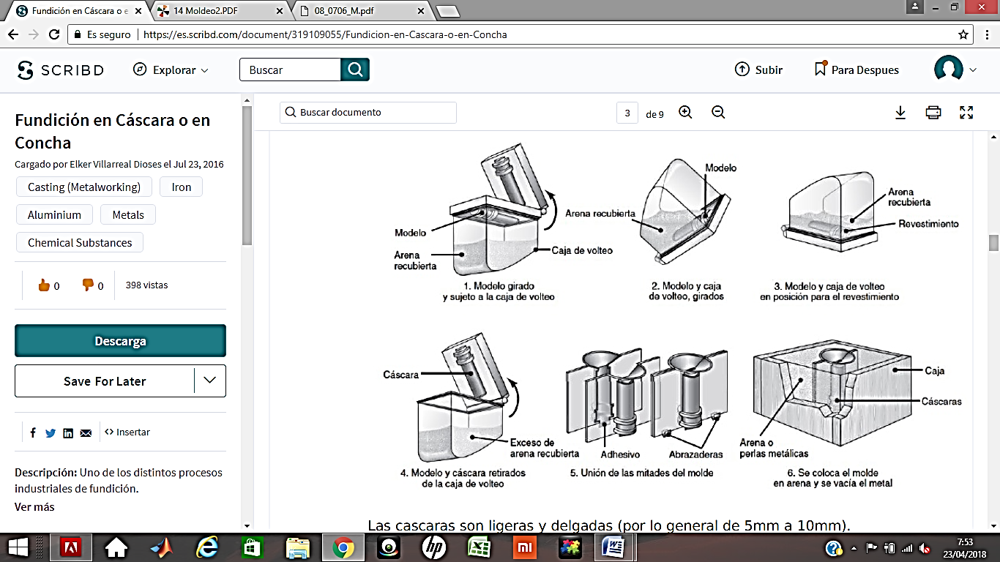 Fundición en Cáscara o e
14 Moldeo2.PDF
08_0706_M.pdf
Es seguro
https://es.scribd.com/document/319109055/Fundicion-en-Cascara-o-en-Concha
SCRIBD
Explorar
Buscar
Subir
Para Despues
Fundición en Cáscara o en
Concha
Cargado por Elker Villarreal Dioses el Jul 23, 2016
Casting (Metalworking)
Iron
Aluminium
Metals
Chemical Substances
0
0
398 vistas
Descarga
Save For Later
Insertar
Descripción: Uno de los distintos procesos
industriales de fundición.
Ver más
Buscar documento
3
de 9
Modelo
Arena
recubierta
Caja de volteo
1. Modelo girado
y sujeto a la caja de volteo
Arena recubierta
Modelo
2. Modelo y caja
de volteo, girados
Arena
recubierta
Revestimiento
3. Modelo y caja de volteo
en posición para el revestimiento
Cáscara
Exceso de
arena recubierta
4. Modelo y cáscara retirados
de la caja de volteo
Adhesivo
Abrazaderas
5. Unión de las mitades del molde
Caja
Cáscaras
Arena o
perlas metálicas
6. Se coloca el molde
en arena y se vacía el metal
Las cascaras son ligeras y delgadas (por lo general de 5mm a 10mm).
7:53
23/04/2018